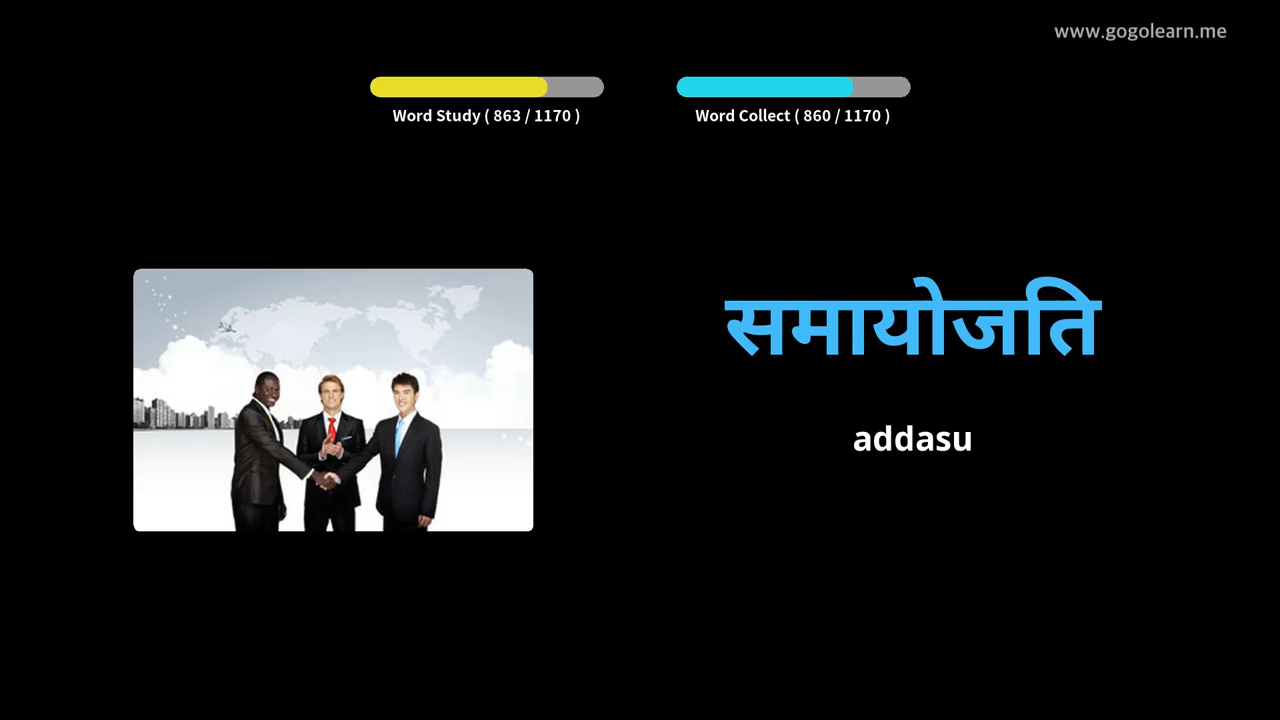 www.gogolearn.me
Word Study ( 863 / 1170 )
Word Collect ( 860 / 1170 )
समायोजति
addasu